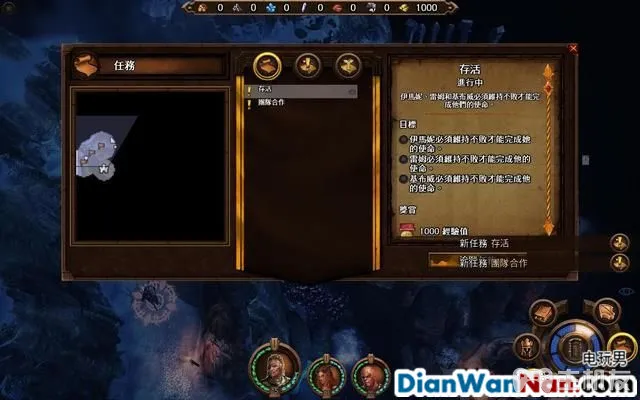 0 0 0 0 0 0 1000
任務
存活
團隊合作
存活
進行中
伊馬妮、雷姆和基布威必須維持不敗才能完
成他們的使命。
目標
伊馬妮必須維持不敗才能完成她
的使命。
雷姆必須維持不敗才能完成他的
使命。
基布威必須維持不敗才能完成他
的使命。
獎賞
1000 經驗值
新任務 存活
新任務 團隊合作
电玩男
DianWanNan.com